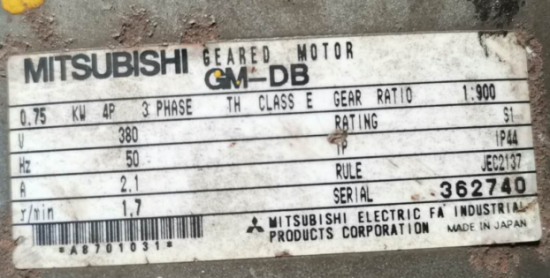 MITSUBISHI GEARED MOTOR
GM-DB
0.75 KW 4P 3 PHASE TH CLASS E GEAR RATIO 1:900
V 380 RATING S1
Hz 50 IP IP44
A 2.1 RULE JEC2137
r/min 1.7 SERIAL 362740
*A8701031*
MITSUBISHI ELECTRIC FA INDUSTRIAL
PRODUCTS CORPORATION MADE IN JAPAN